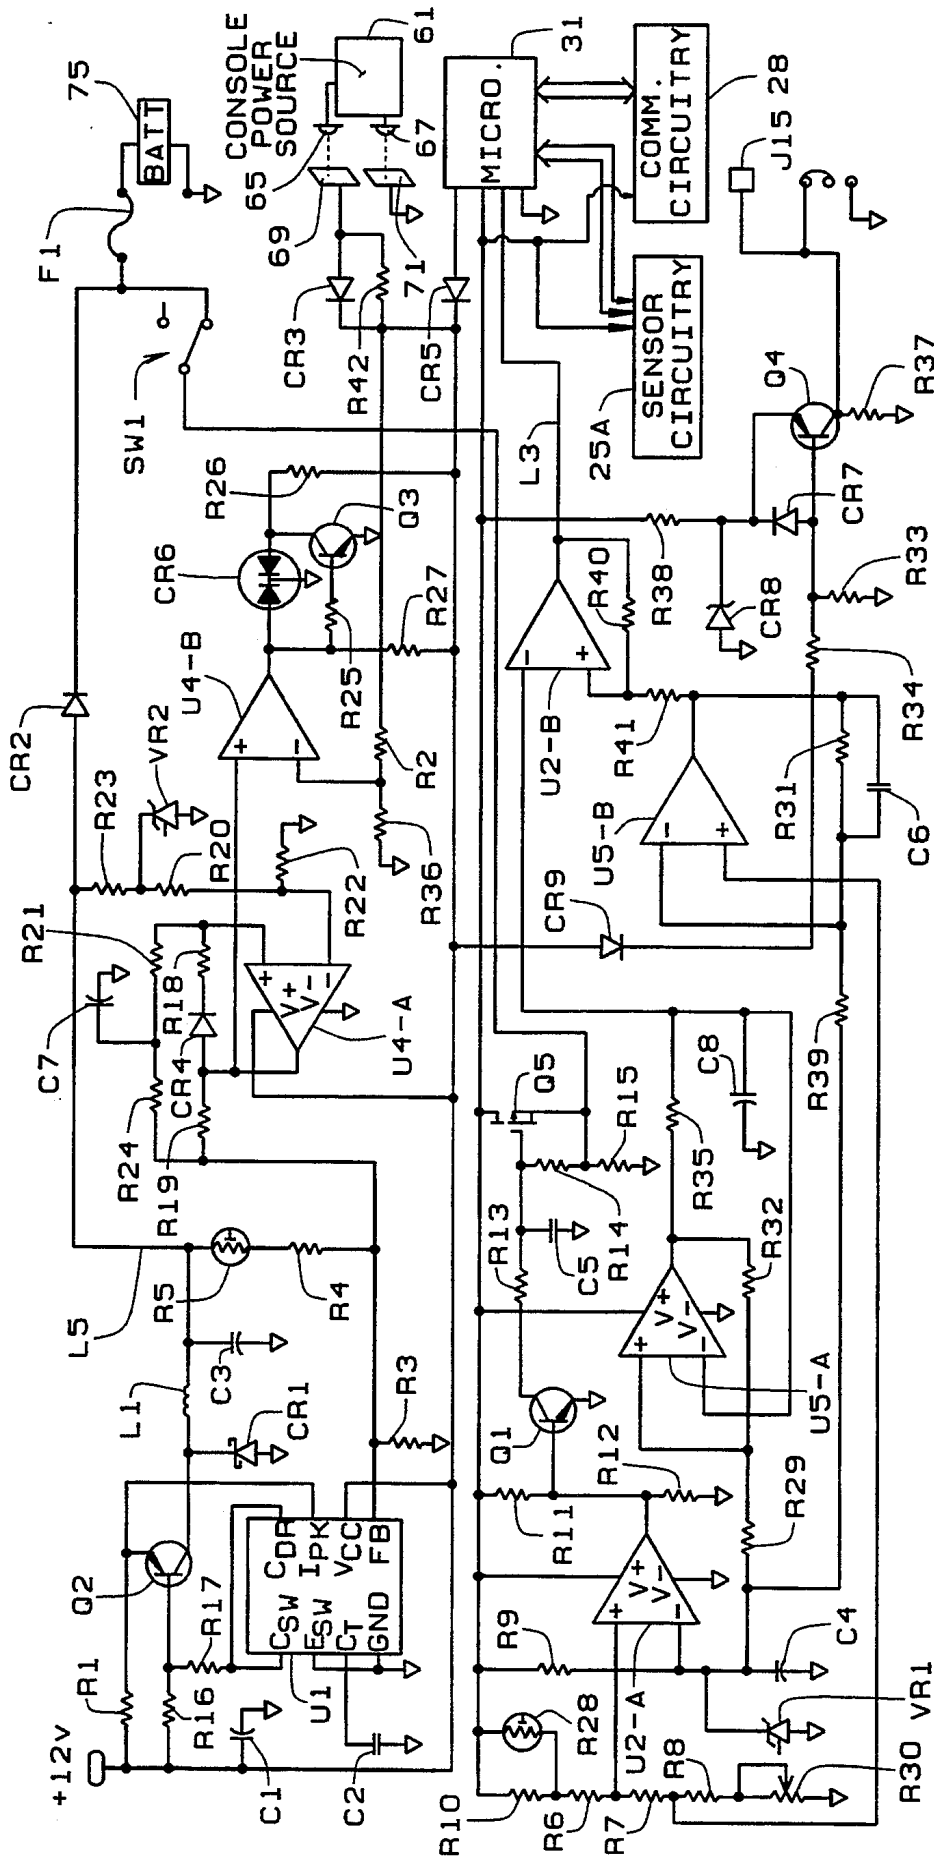 +12V
R1
Q2
R16
R17
C1
C2
U1
CSW
ESW
CT
GND
CDR
IPK
VCC
FB
CR1
L1
L5
C3
R5
R4
R3
R24
R19
CR4
R18
C7
R21
R23
CR2
VR2
R20
R22
U4-A
+
V+
V-
-
R36
R2
U4-B
+
-
CR6
R25
Q3
R26
R27
SW1
F1
BATT
75
CONSOLE
POWER
SOURCE
61
65
67
69
71
CR3
R42
CR5
MICRO.
31
COMM.
CIRCUITRY
28
SENSOR
CIRCUITRY
25A
J15
L3
R10
R6
R7
R8
R30
R28
R9
U2-A
+
V+
V-
-
VR1
C4
R11
R12
Q1
R13
C5
R14
R15
Q5
R29
U5-A
+
V+
V-
-
R32
R35
C8
R39
CR9
U5-B
-
+
R31
C6
R41
R40
U2-B
-
+
R38
CR8
CR7
R34
R33
Q4
R37